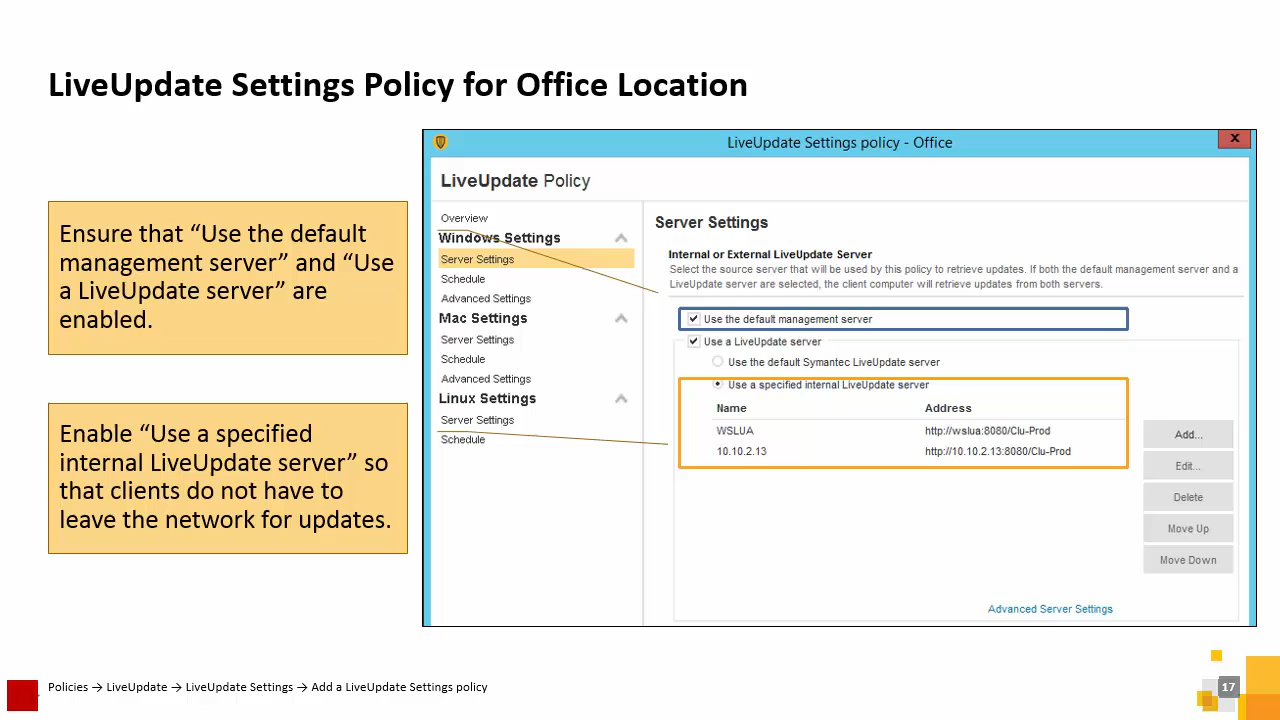 LiveUpdate Settings Policy for Office Location
Ensure that “Use the default
management server” and “Use
a LiveUpdate server” are
enabled.
Enable “Use a specified
internal LiveUpdate server” so
that clients do not have to
leave the network for updates.
LiveUpdate Settings policy - Office
X
LiveUpdate Policy
Overview
Windows Settings
Server Settings
Schedule
Advanced Settings
Mac Settings
Server Settings
Schedule
Advanced Settings
Linux Settings
Server Settings
Schedule
Server Settings
Internal or External LiveUpdate Server
Select the source server that will be used by this policy to retrieve updates. If both the default management server and a
LiveUpdate server are selected, the client computer will retrieve updates from both servers.
Use the default management server
Use a LiveUpdate server
Use the default Symantec LiveUpdate server
Use a specified internal LiveUpdate server
Name Address
WSLUA http://wslua:8080/Clu-Prod
10.10.2.13 http://10.10.2.13:8080/Clu-Prod
Add...
Edit...
Delete
Move Up
Move Down
Advanced Server Settings
Policies → LiveUpdate → LiveUpdate Settings → Add a LiveUpdate Settings policy
17